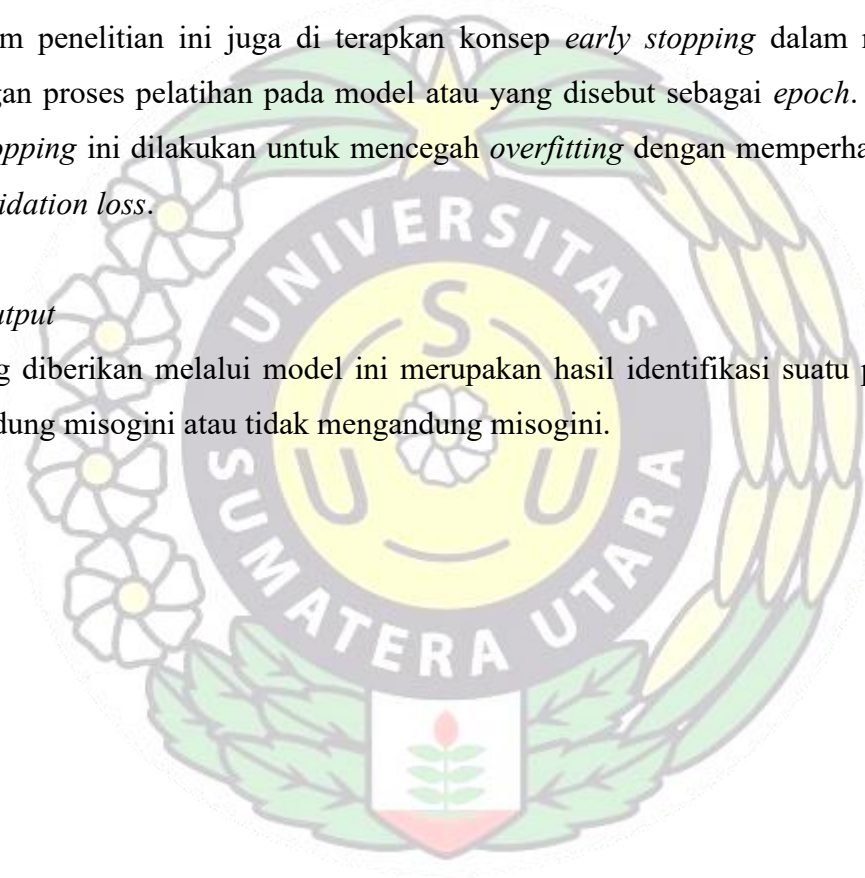 m penelitian ini juga di terapkan konsep early stopping dalam
gan proses pelatihan pada model atau yang disebut sebagai epoch.
opping ini dilakukan untuk mencegah overfitting dengan memperha
idation loss.
utput
g diberikan melalui model ini merupakan hasil identifikasi suatu p
dung misogini atau tidak mengandung misogini.
UNIVERSITAS
S
U U
SUMATERA UTARA